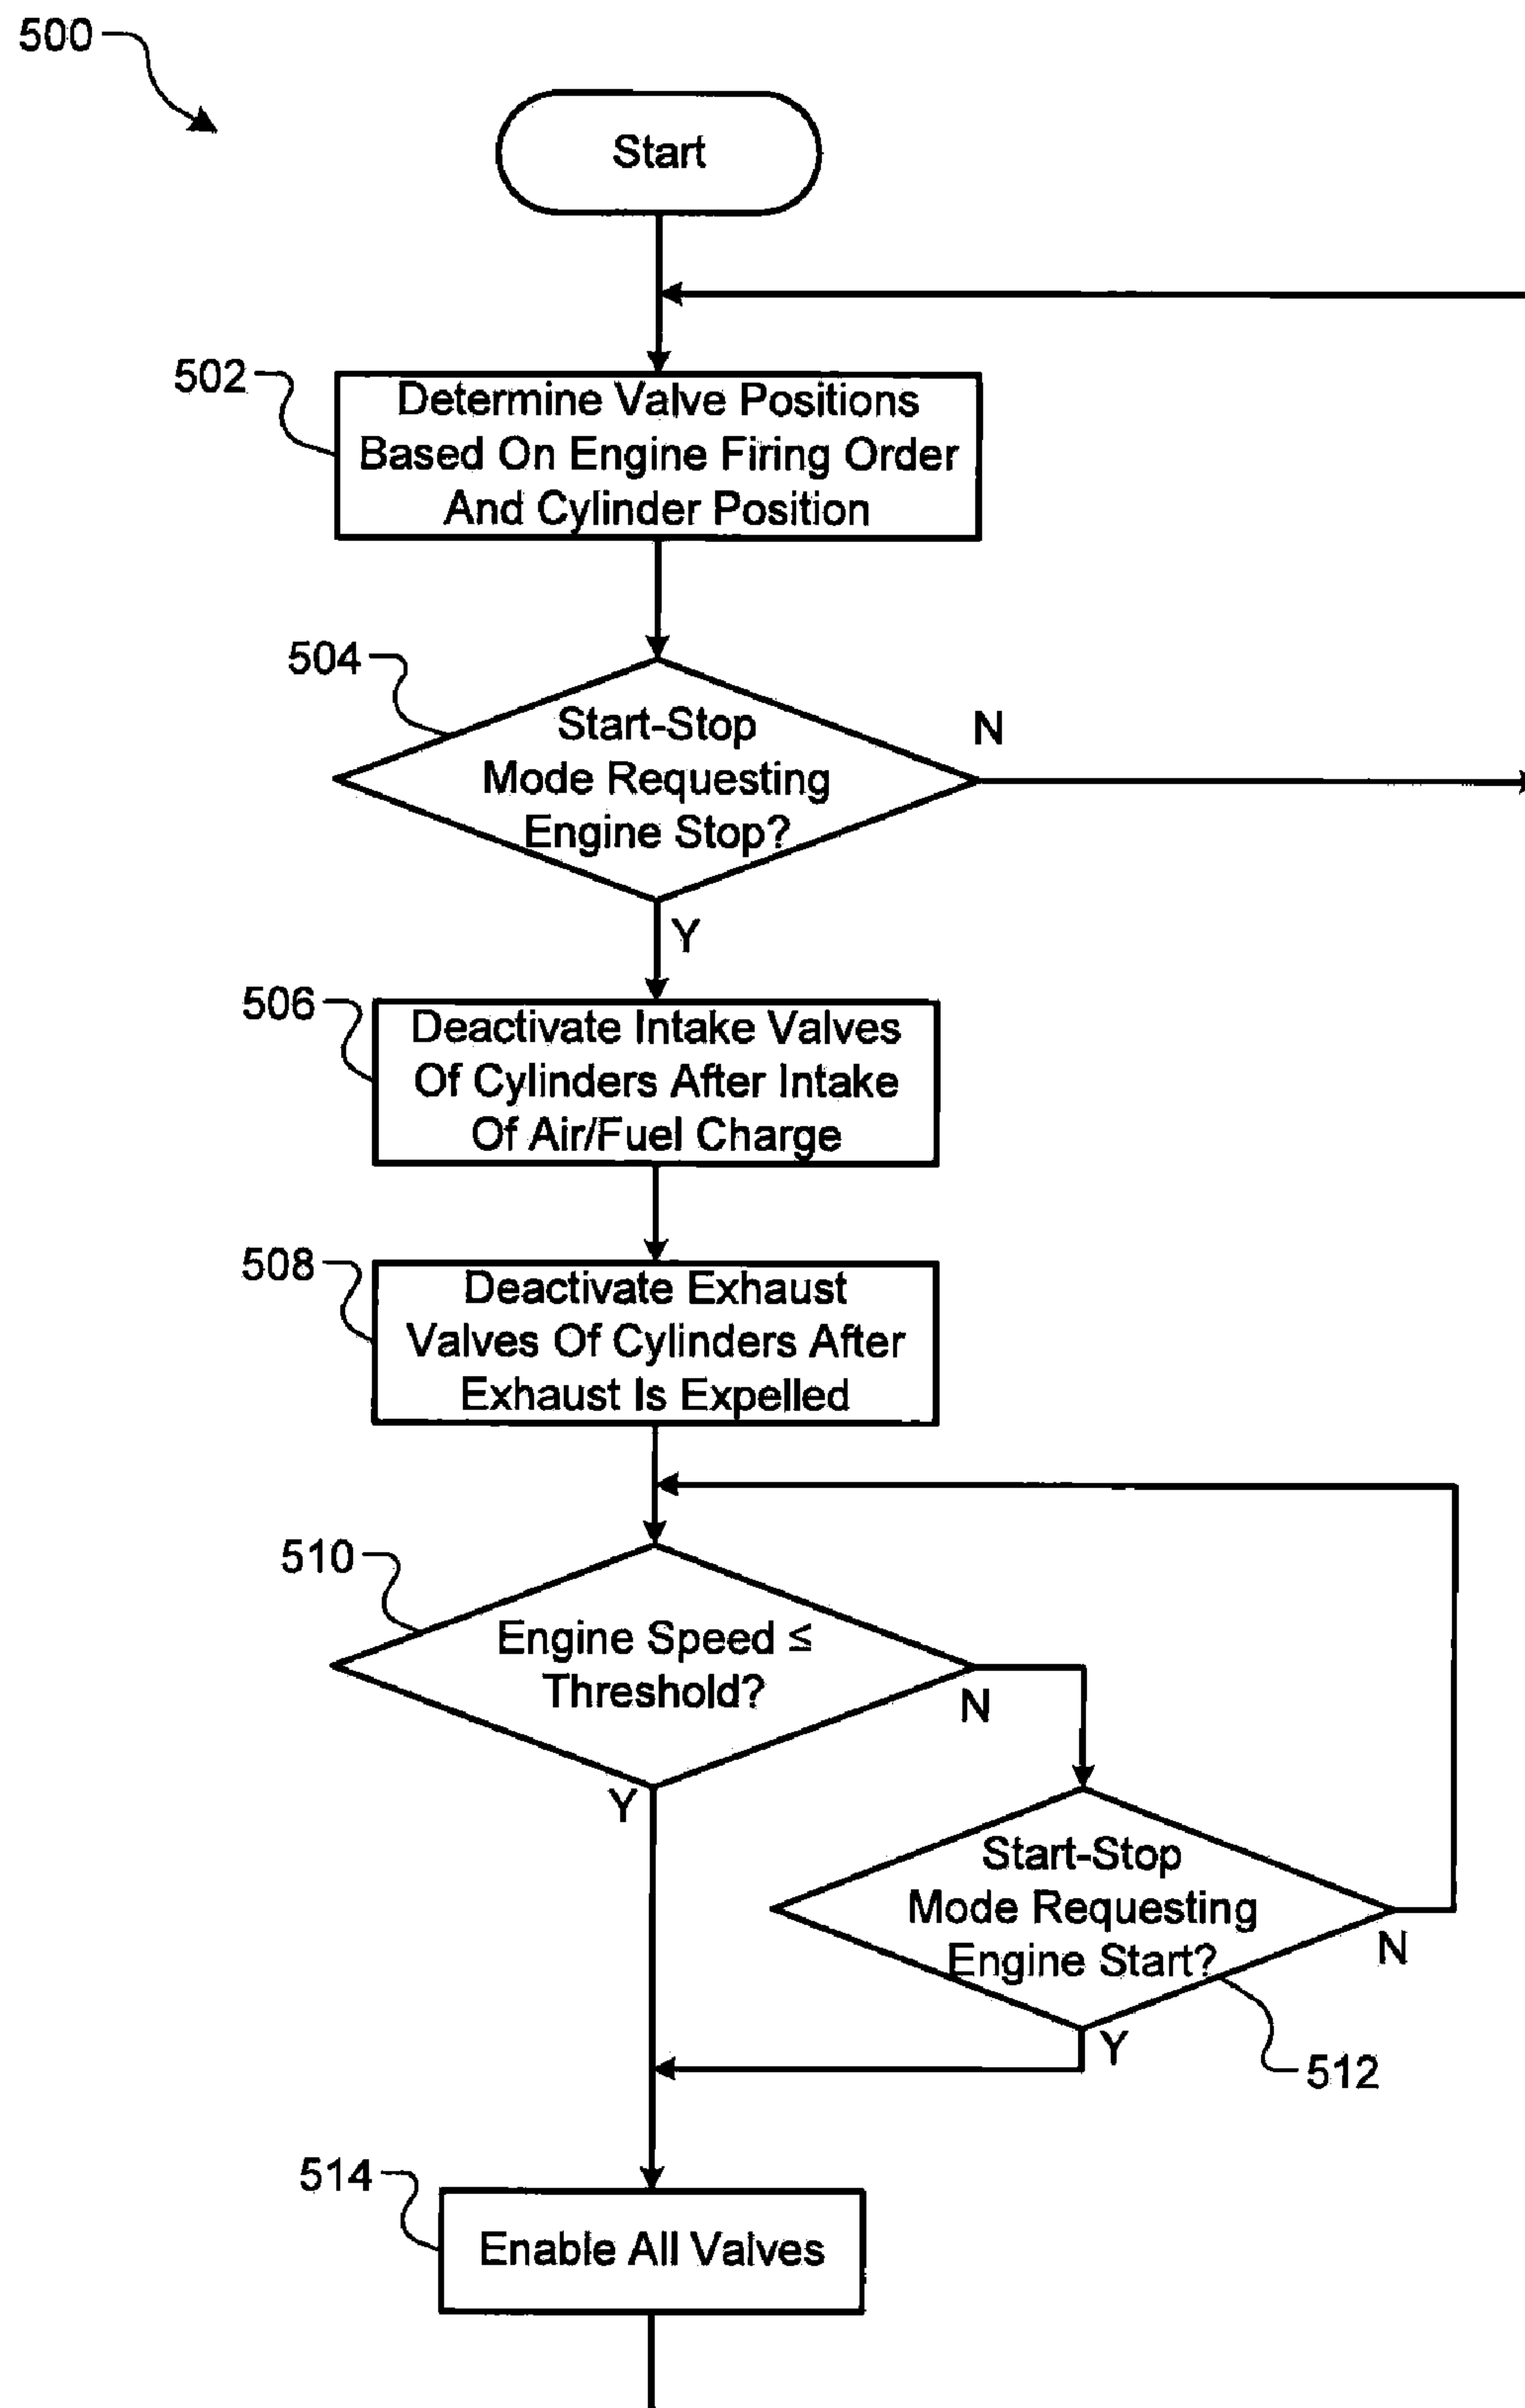 500
Start
502
Determine Valve Positions
Based On Engine Firing Order
And Cylinder Position
504
Start-Stop
Mode Requesting
Engine Stop?
N
Y
506
Deactivate Intake Valves
Of Cylinders After Intake
Of Air/Fuel Charge
508
Deactivate Exhaust
Valves Of Cylinders After
Exhaust Is Expelled
510
Engine Speed ≤
Threshold?
N
Y
Start-Stop
Mode Requesting
Engine Start?
N
Y
512
514
Enable All Valves